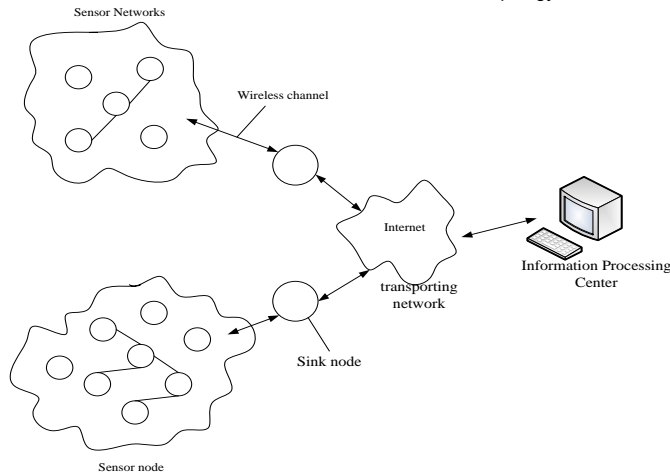 Sensor Networks
Wireless channel
Internet
transporting
network
Information Processing
Center
Sink node
Sensor node